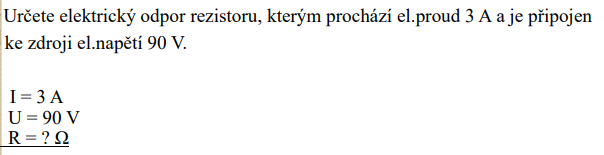 Určete elektrický odpor rezistoru, kterým prochází el.proud 3 A a je připojen
ke zdroji el.napětí 90 V.
I = 3 A
U = 90 V
R = ? Ω